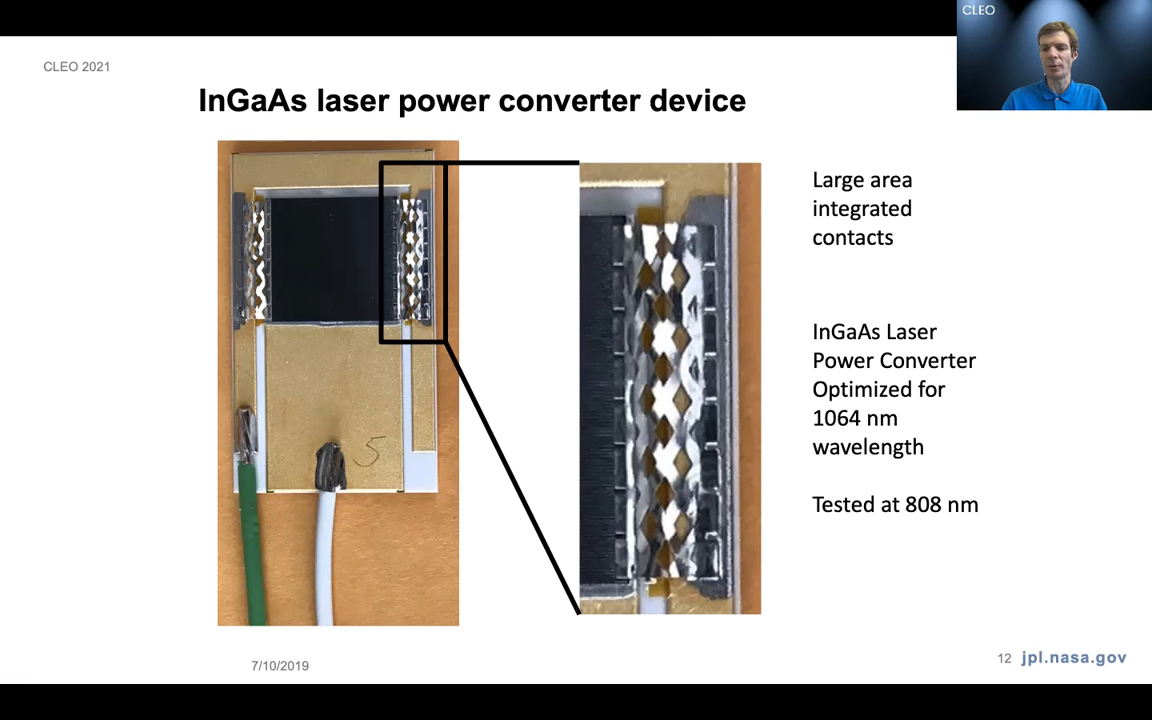 CLEO
CLEO 2021
InGaAs laser power converter device
Large area
integrated
contacts
5
InGaAs Laser
Power Converter
Optimized for
1064 nm
wavelength
Tested at 808 nm
7/10/2019
12 jpl.nasa.gov